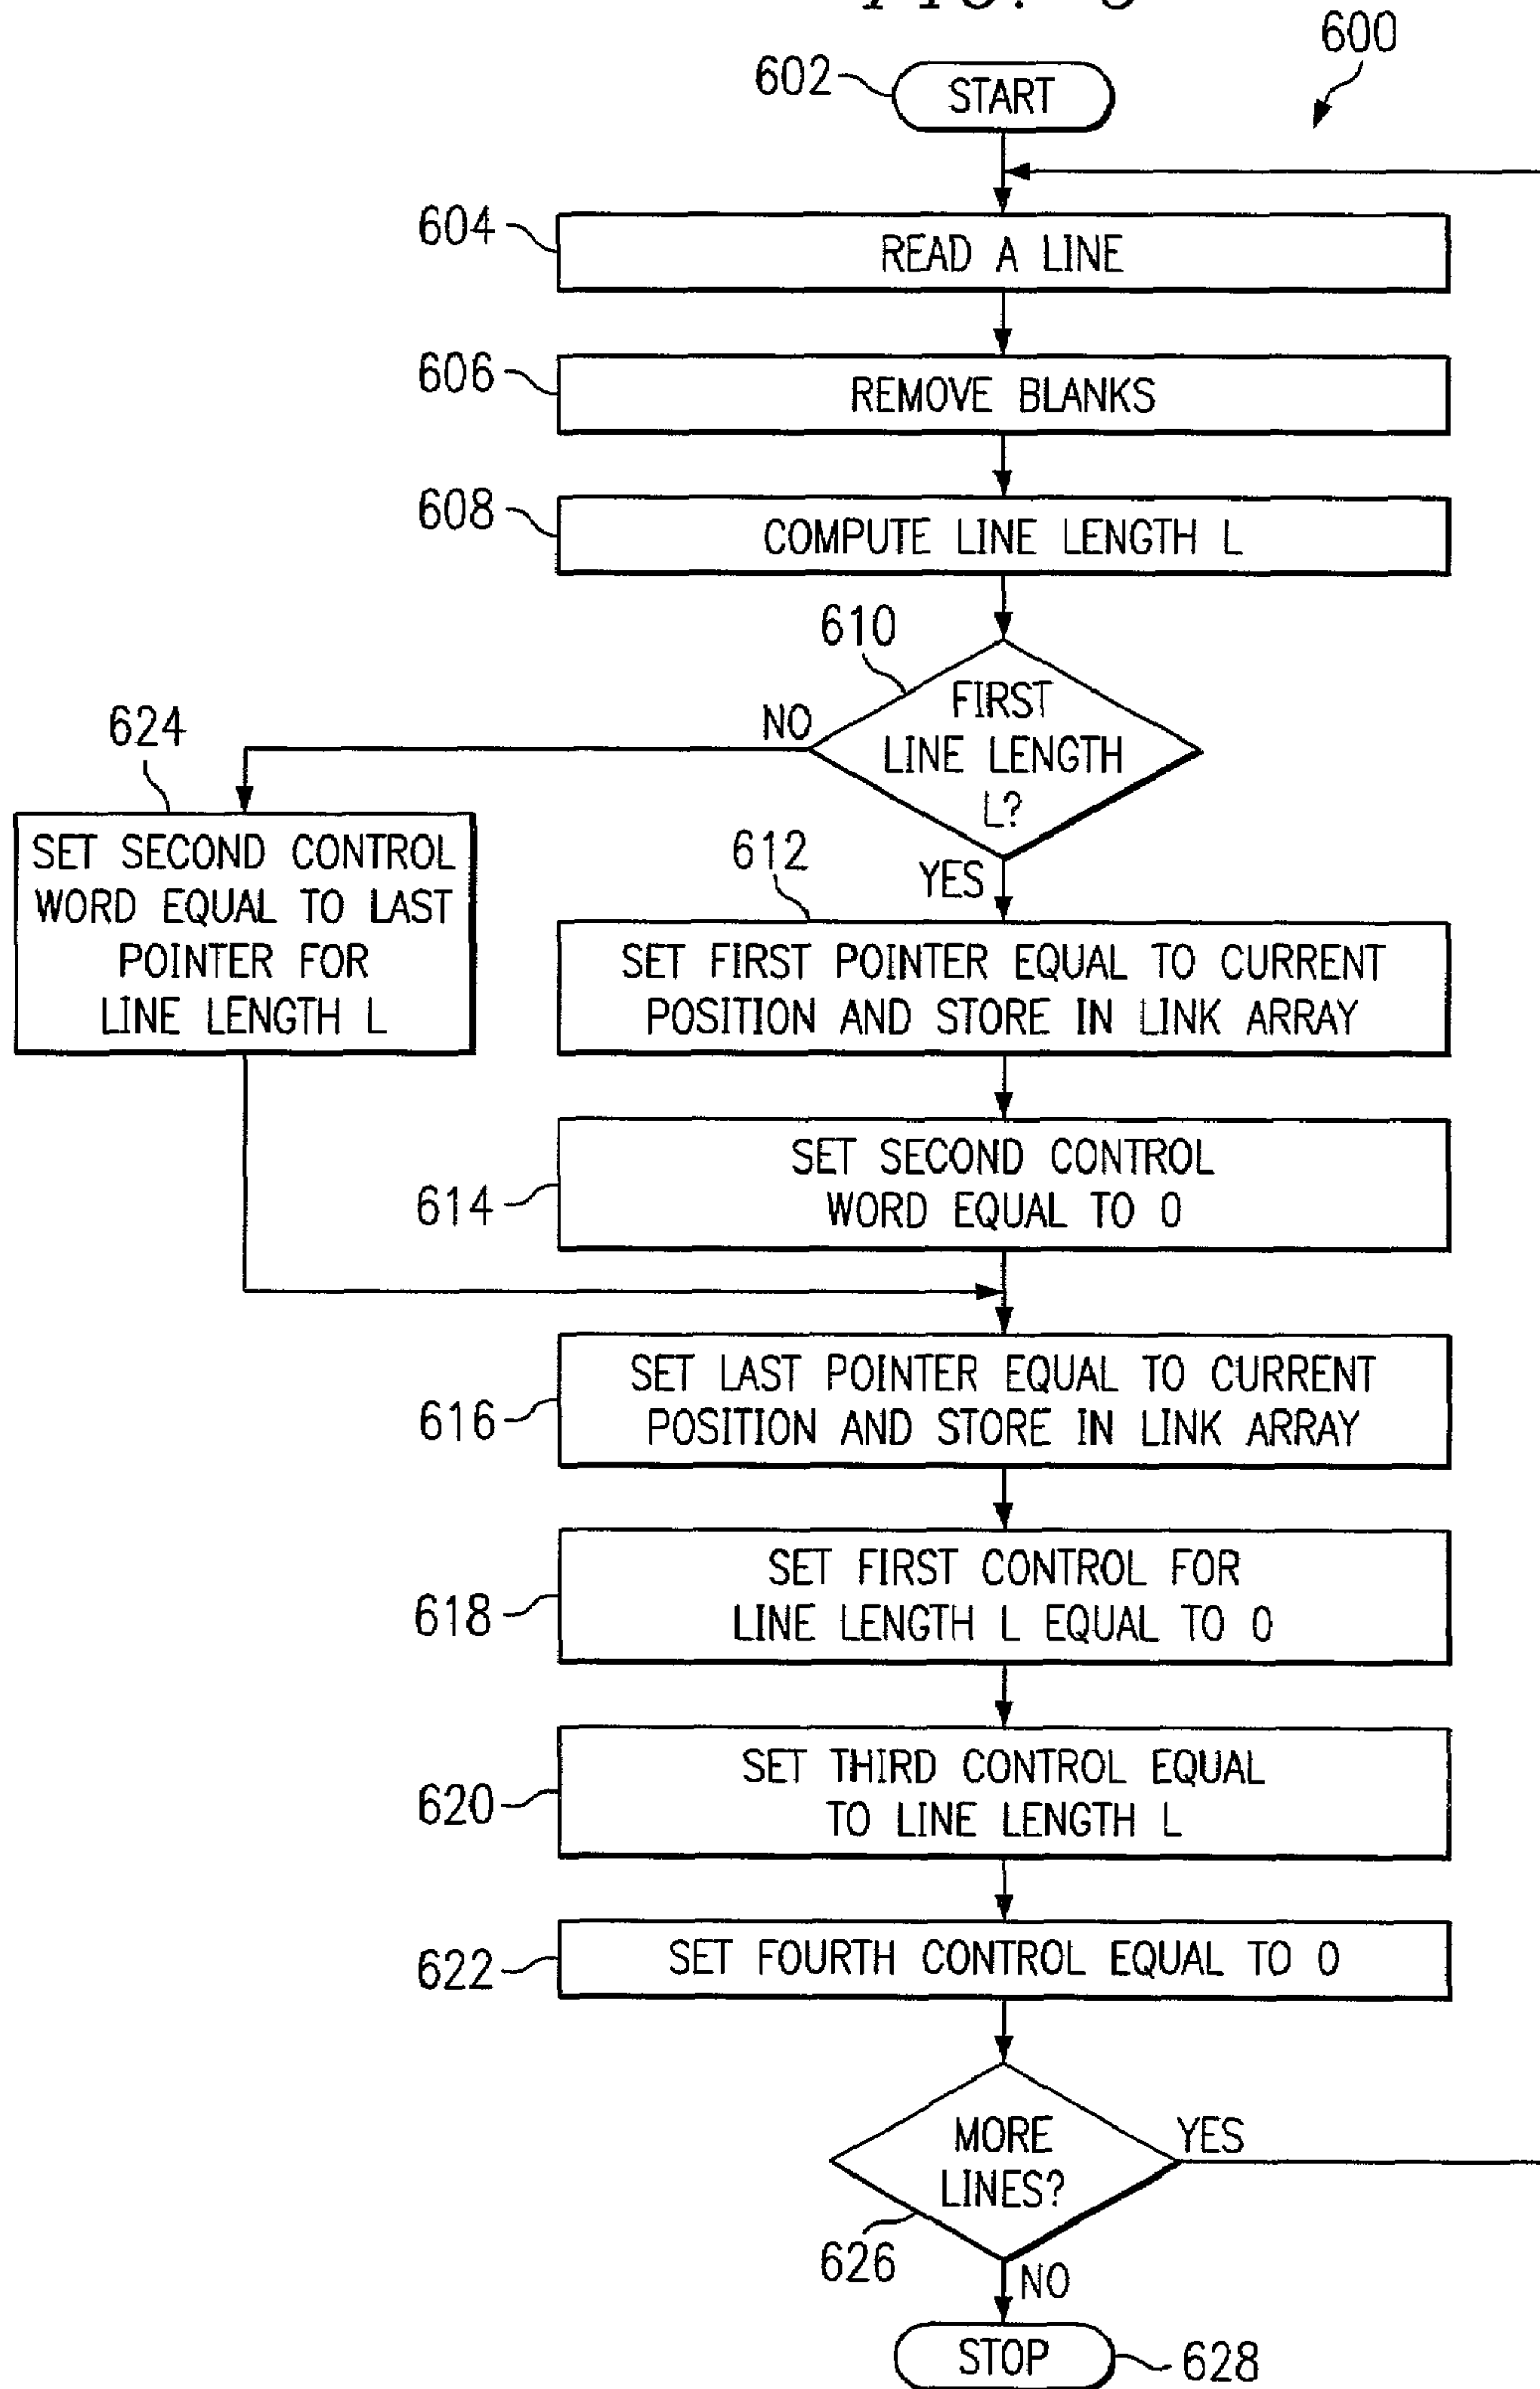 600
602
START
604
READ A LINE
606
REMOVE BLANKS
608
COMPUTE LINE LENGTH L
610
FIRST
LINE LENGTH
L?
NO
YES
624
SET SECOND CONTROL
WORD EQUAL TO LAST
POINTER FOR
LINE LENGTH L
612
SET FIRST POINTER EQUAL TO CURRENT
POSITION AND STORE IN LINK ARRAY
614
SET SECOND CONTROL
WORD EQUAL TO 0
616
SET LAST POINTER EQUAL TO CURRENT
POSITION AND STORE IN LINK ARRAY
618
SET FIRST CONTROL FOR
LINE LENGTH L EQUAL TO 0
620
SET THIRD CONTROL EQUAL
TO LINE LENGTH L
622
SET FOURTH CONTROL EQUAL TO 0
MORE
LINES?
YES
626
NO
STOP
628